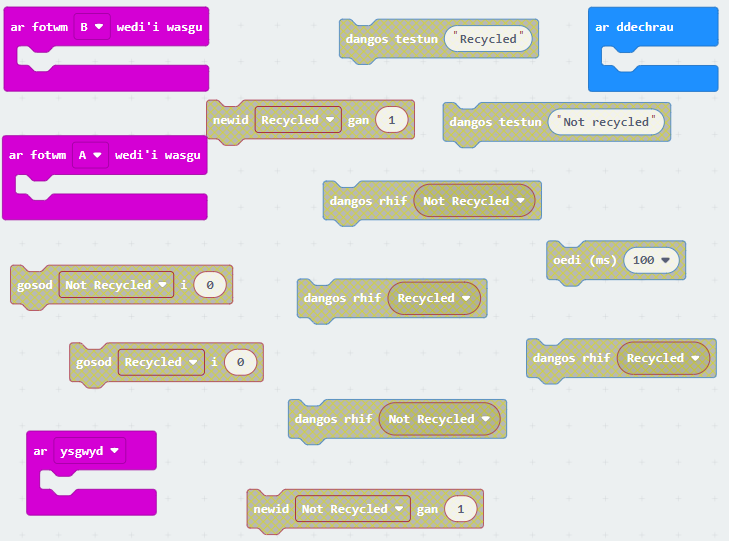 ar fotwm B wedi'i wasgu
dangos testun "Recycled"
ar ddechrau
newid Recycled gan 1
dangos testun "Not recycled"
ar fotwm A wedi'i wasgu
dangos rhif Not Recycled
oedi (ms) 100
gosod Not Recycled i 0
dangos rhif Recycled
gosod Recycled i 0
dangos rhif Recycled
dangos rhif Not Recycled
ar ysgwyd
newid Not Recycled gan 1